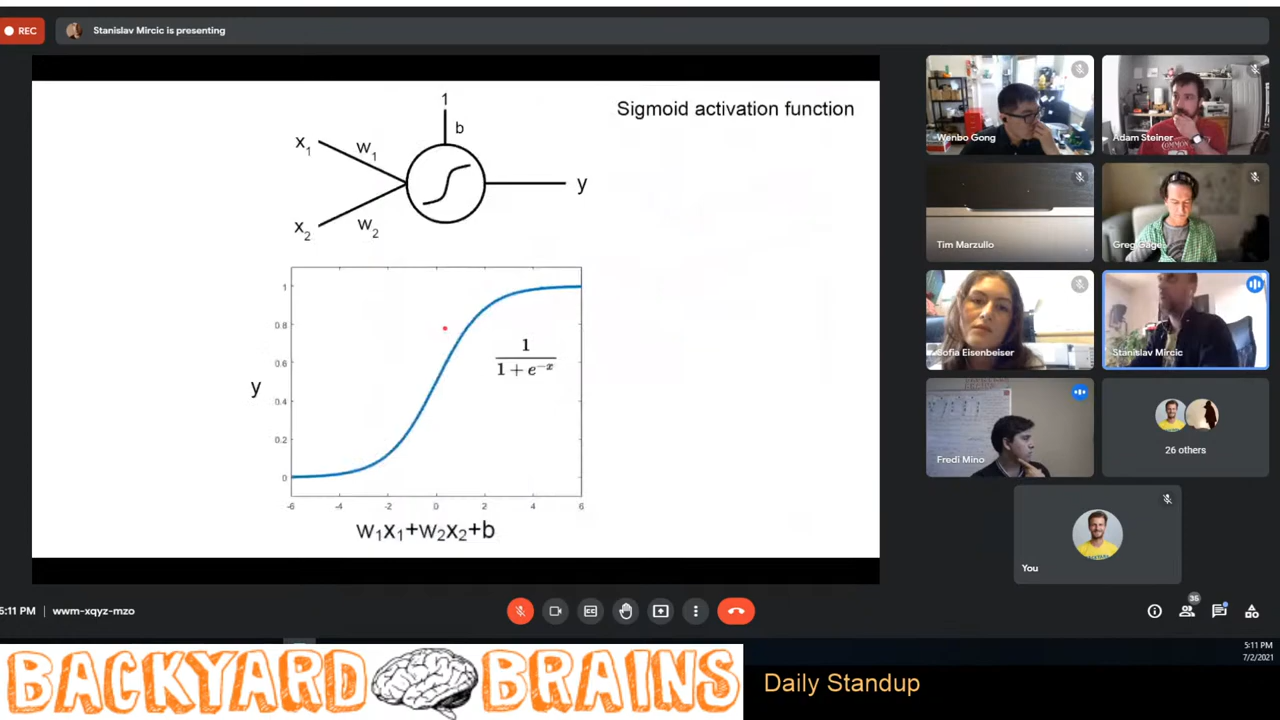 REC
Stanislav Mircic is presenting
Sigmoid activation function
1
b
x1
w1
y
x2
w2
1
0.8
0.6
0.4
0.2
0
y
1
1 + e^-x
-6 -4 -2 0 2 4 6
w1x1+w2x2+b
Wenbo Gong
Adam Steiner
Tim Marzullo
Greg Gage
Sofia Eisenbeiser
Stanislav Mircic
Fredi Mino
26 others
You
5:11 PM | wwm-xqyz-mzo
35
5:11 PM
7/2/2021
BACKYARD BRAINS
Daily Standup